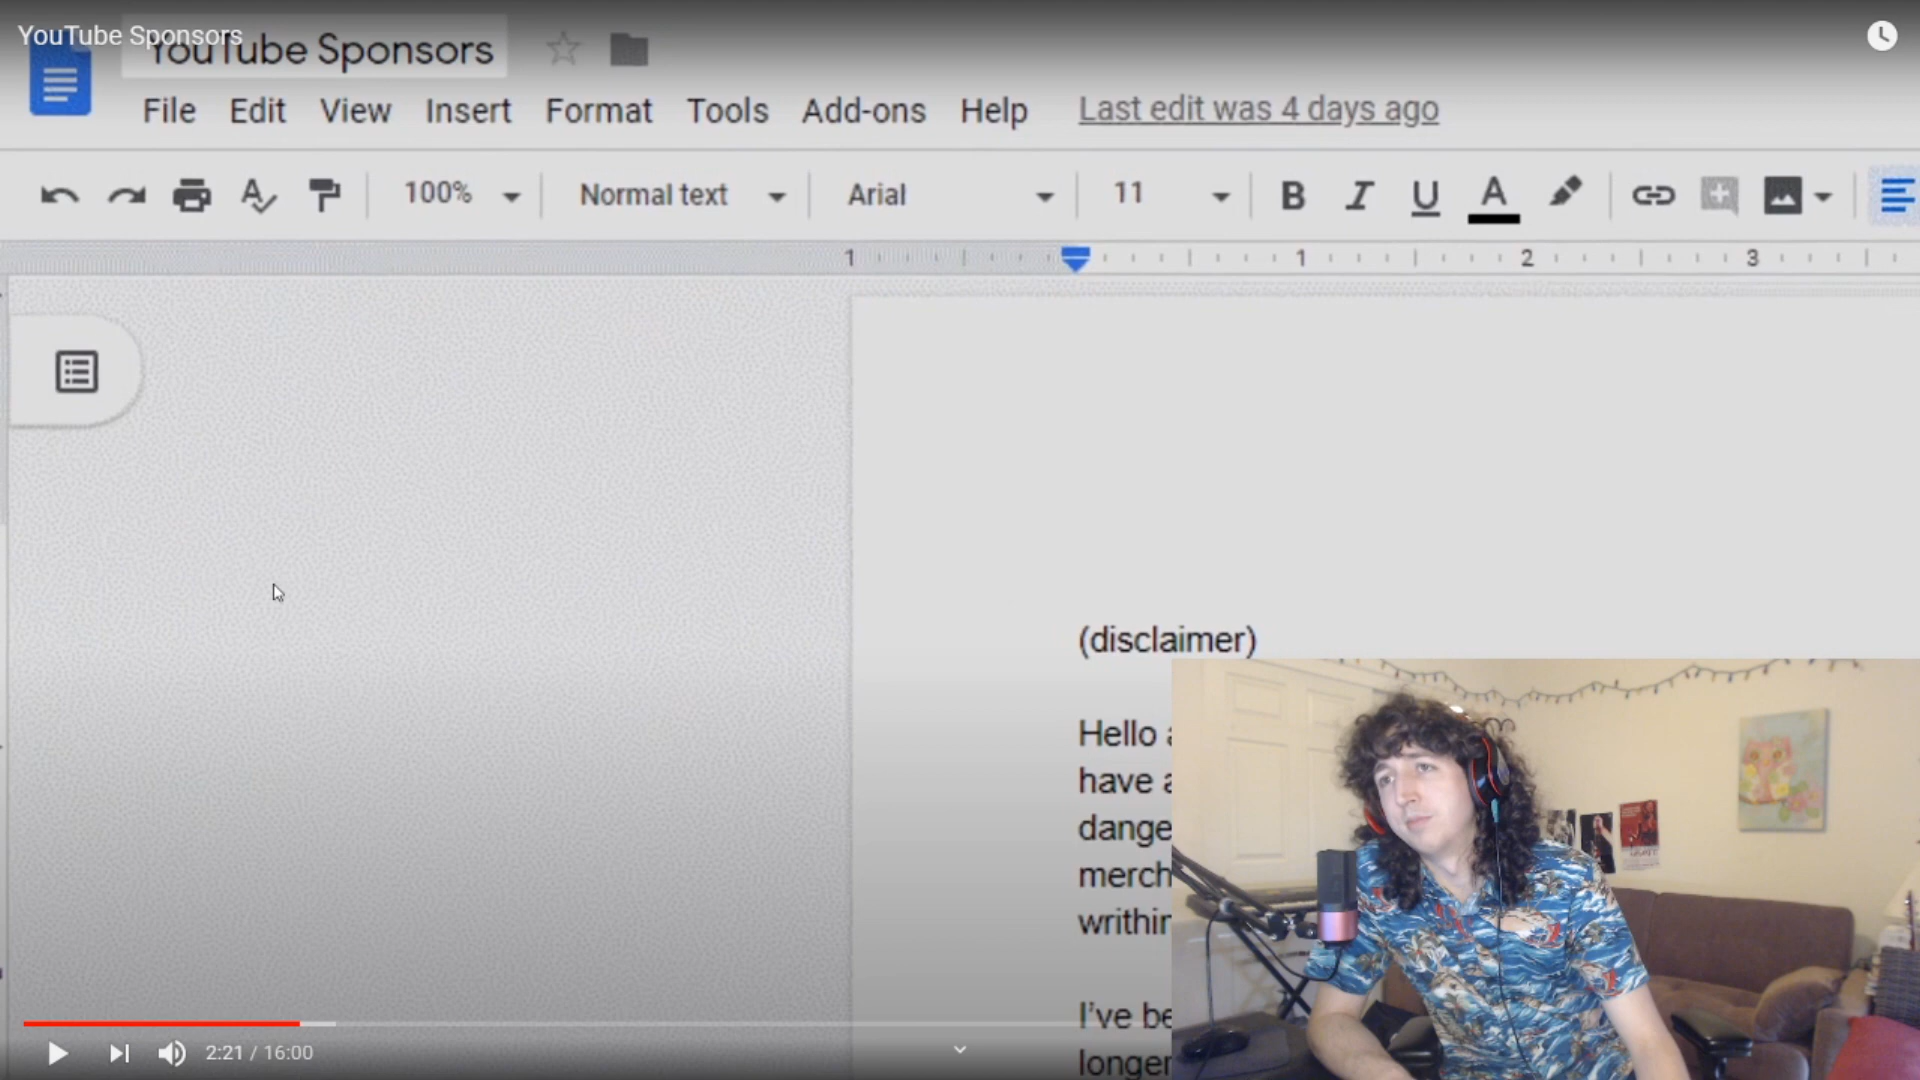 YouTube Sponsors
YouTube Sponsors
File Edit View Insert Format Tools Add-ons Help Last edit was 4 days ago
100% Normal text Arial 11 B I U A
1 1 2 3
(disclaimer)
Hello
have
dange
merch
writhin
I've be
longer
2:21 / 16:00